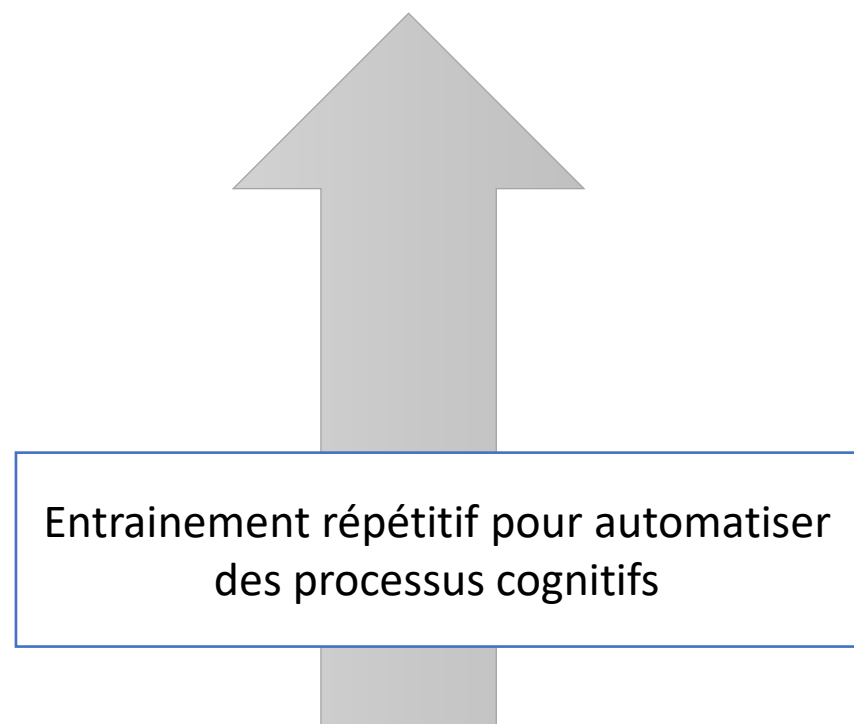 Entrainement répétitif pour automatiser
des processus cognitifs